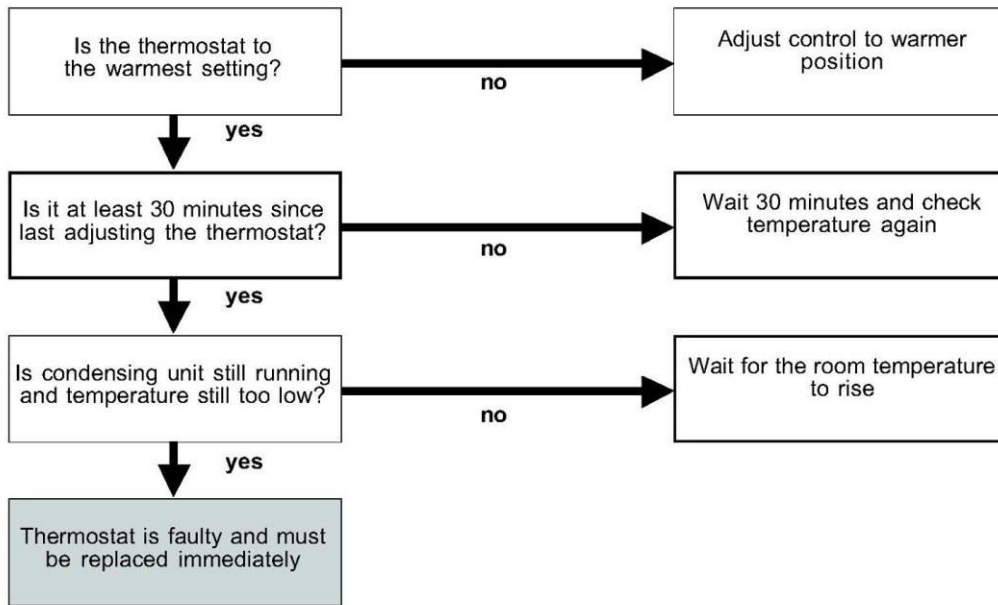 Is the thermostat to
the warmest setting?
no
Adjust control to warmer
position
yes
Is it at least 30 minutes since
last adjusting the thermostat?
no
Wait 30 minutes and check
temperature again
yes
Is condensing unit still running
and temperature still too low?
no
Wait for the room temperature
to rise
yes
Thermostat is faulty and must
be replaced immediately